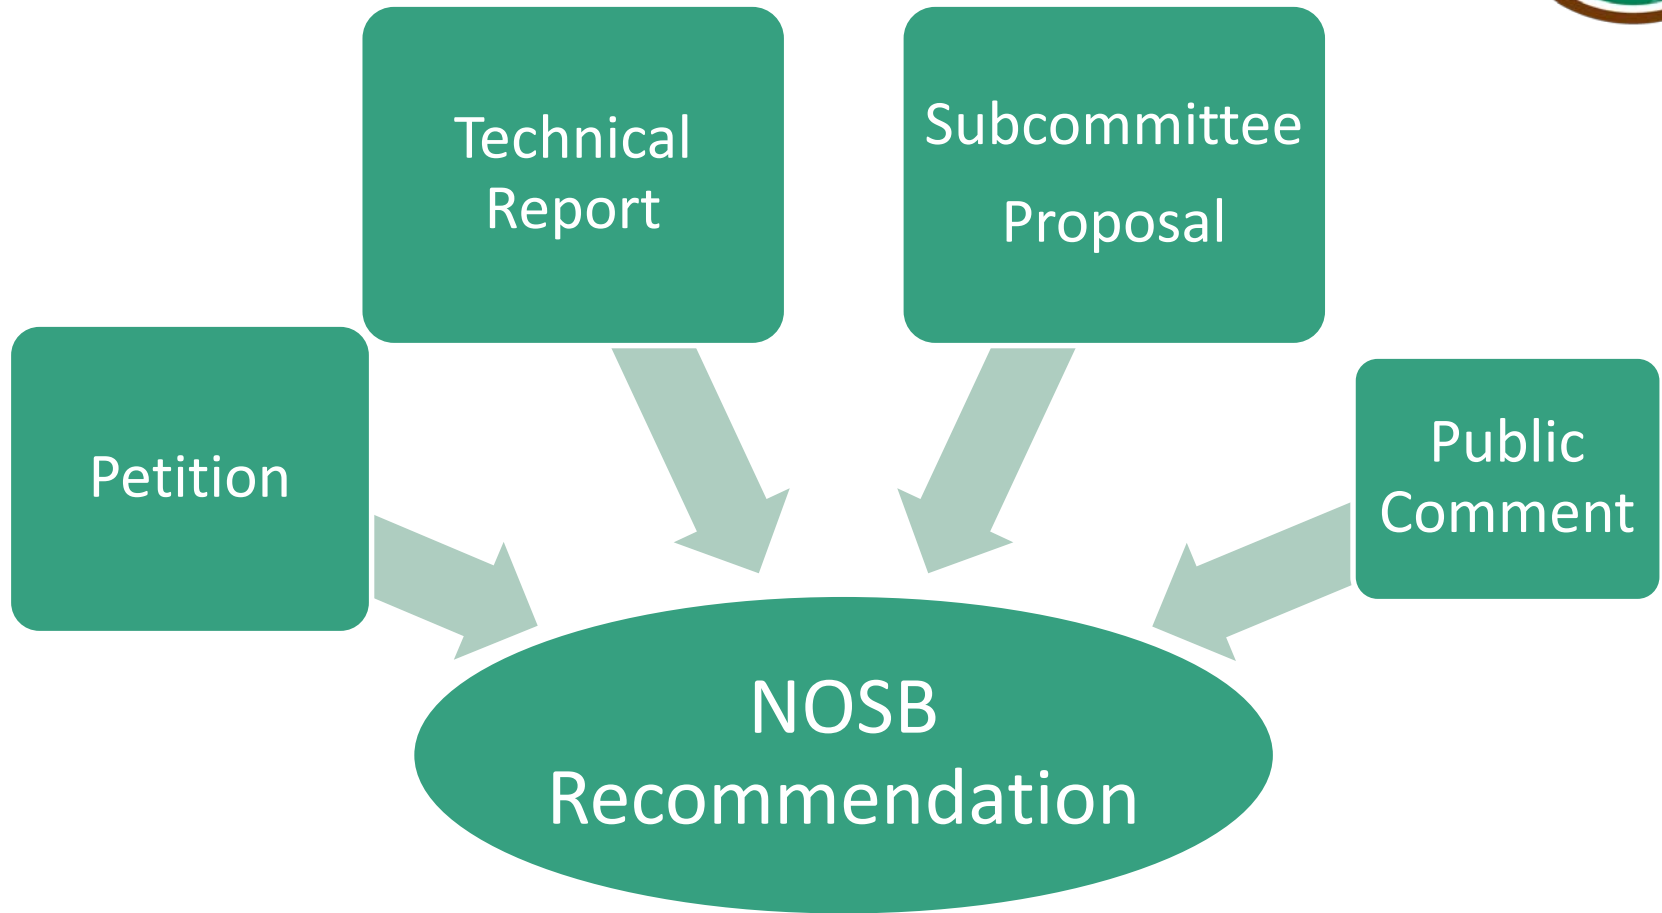 Technical
Report
Subcommittee
Proposal
Petition
Public
Comment
NOSB
Recommendation